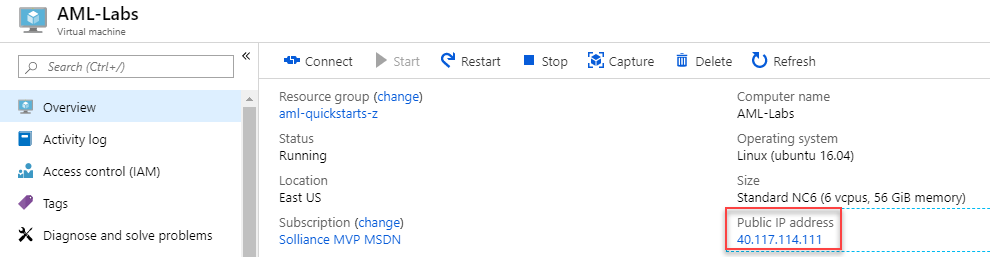 AML-Labs
Virtual machine
Search (Ctrl+/)
«
Overview
Activity log
Access control (IAM)
Tags
Diagnose and solve problems
Connect Start Restart Stop Capture Delete Refresh
Resource group (change)
aml-quickstarts-z
Status
Running
Location
East US
Subscription (change)
Solliance MVP MSDN
Computer name
AML-Labs
Operating system
Linux (ubuntu 16.04)
Size
Standard NC6 (6 vcpus, 56 GiB memory)
Public IP address
40.117.114.111